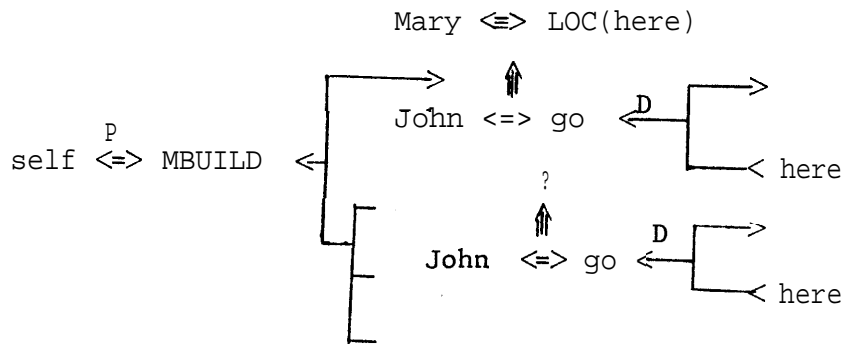 Mary <≡> LOC(here)
John <=> go D
p
self <=> MBUILD
here
?
D
John <=> go
here